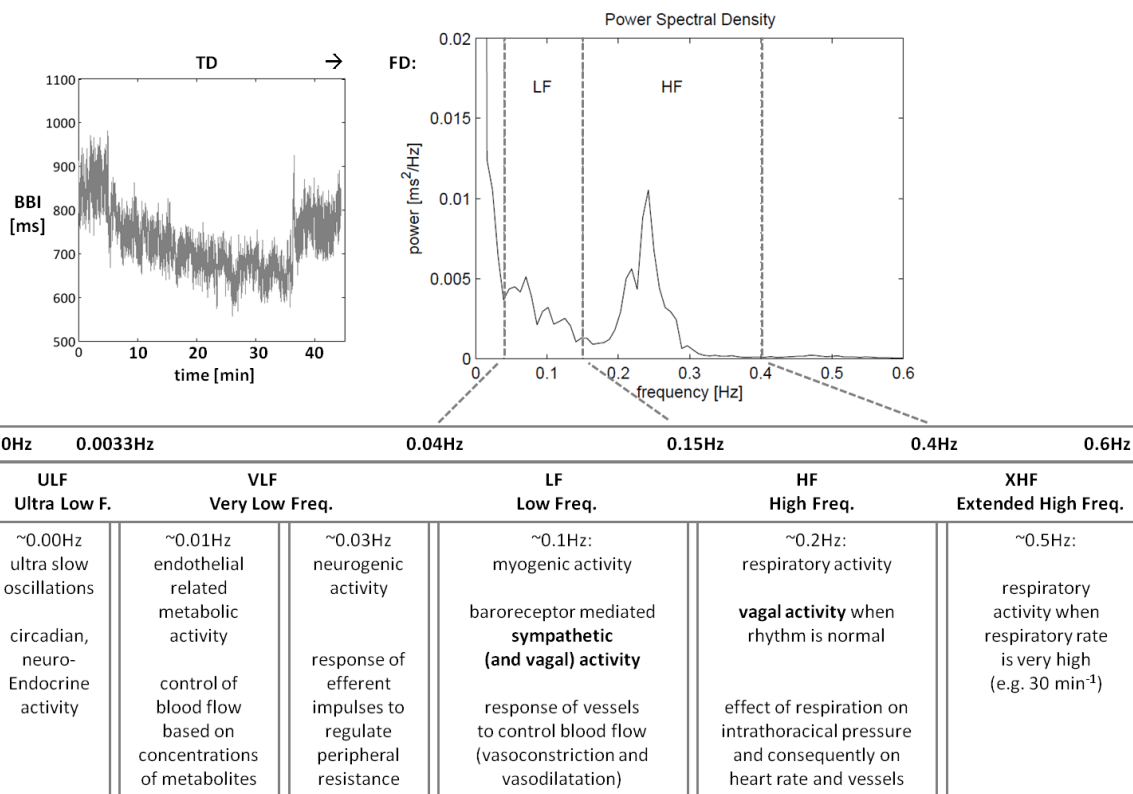 Power Spectral Density
TD → FD:
1100
1000
900
800
700
600
500
BBI
[ms]
0 10 20 30 40
time [min]
0.02
0.015
0.01
0.005
0
power [ms²/Hz]
LF HF
0 0.1 0.2 0.3 0.4 0.5 0.6
frequency [Hz]
0Hz 0.0033Hz 0.04Hz 0.15Hz 0.4Hz 0.6Hz
ULF
Ultra Low F.
VLF
Very Low Freq.
LF
Low Freq.
HF
High Freq.
XHF
Extended High Freq.
~0.00Hz
ultra slow
oscillations
circadian,
neuro-
Endocrine
activity
~0.01Hz
endothelial
related
metabolic
activity
control of
blood flow
based on
concentrations
of metabolites
~0.03Hz
neurogenic
activity
response of
efferent
impulses to
regulate
peripheral
resistance
~0.1Hz:
myogenic activity
baroreceptor mediated
sympathetic
(and vagal) activity
response of vessels
to control blood flow
(vasoconstriction and
vasodilatation)
~0.2Hz:
respiratory activity
vagal activity when
rhythm is normal
effect of respiration on
intrathoracical pressure
and consequently on
heart rate and vessels
~0.5Hz:
respiratory
activity when
respiratory rate
is very high
(e.g. 30 min⁻¹)